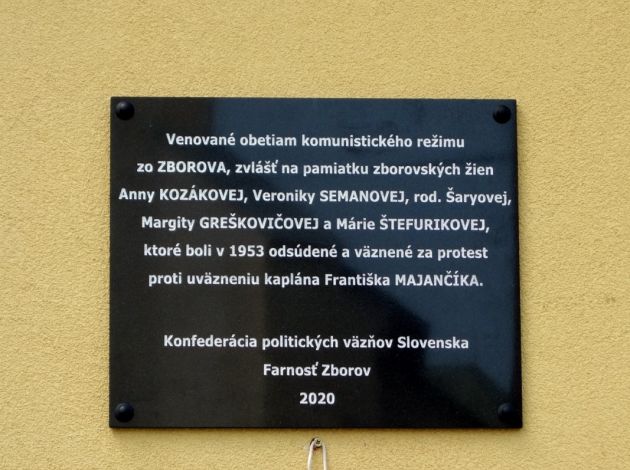 Venované obetiam komunistického režimu
zo ZBOROVA, zvlášť na pamiatku zborovských žien
Anny KOZÁKOVEJ, Veroniky SEMANOVEJ, rod. Šaryovej,
Margity GREŠKOVIČOVEJ a Márie ŠTEFURIKOVEJ,
ktoré boli v 1953 odsúdené a väznené za protest
proti uväzneniu kaplána Františka MAJANČÍKA.
Konfederácia politických väzňov Slovenska
Farnosť Zborov
2020